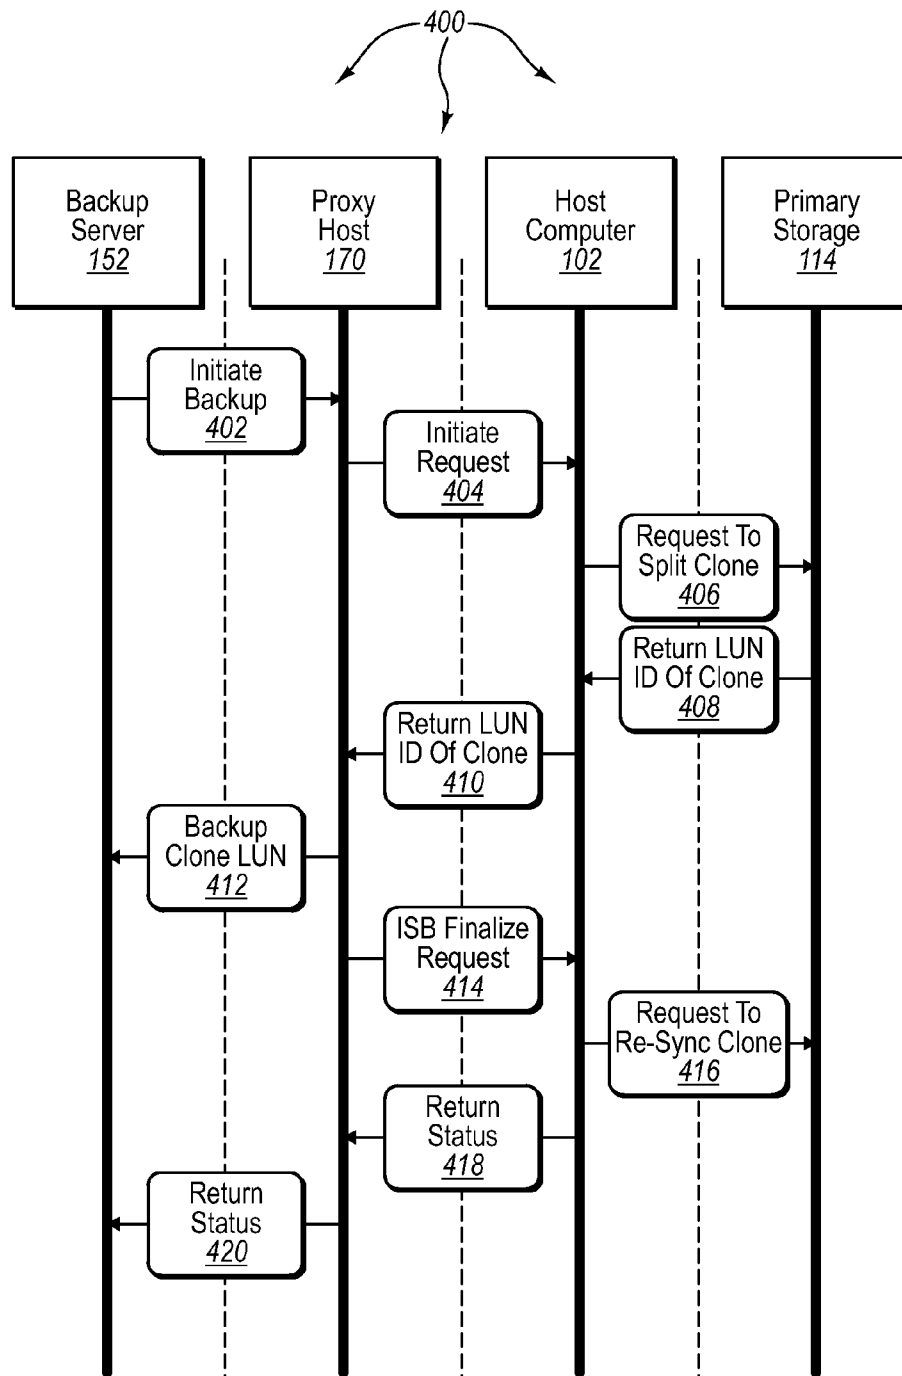 400
Backup
Server
152
Proxy
Host
170
Host
Computer
102
Primary
Storage
114
Initiate
Backup
402
Initiate
Request
404
Request To
Split Clone
406
Return LUN
ID Of Clone
408
Return LUN
ID Of Clone
410
Backup
Clone LUN
412
ISB Finalize
Request
414
Request To
Re-Sync Clone
416
Return
Status
418
Return
Status
420